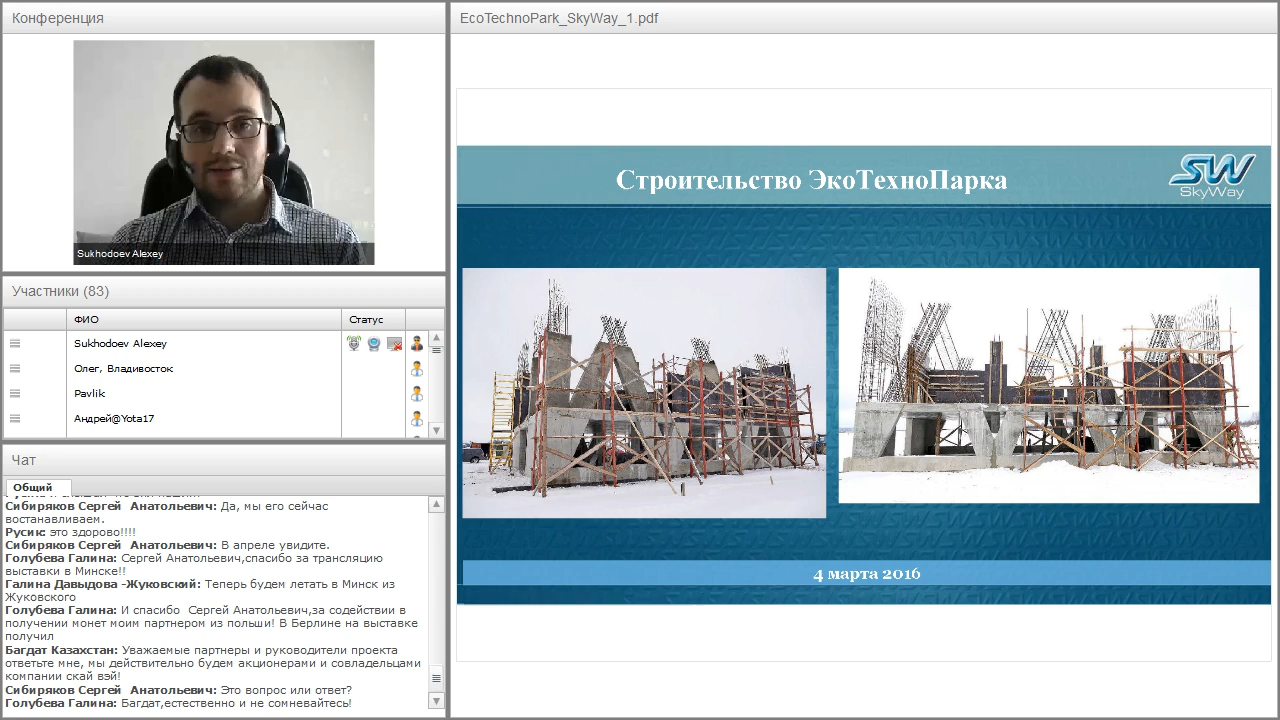 Конференция
Sukhodoev Alexey
Участники (83)
ФИО Статус
Sukhodoev Alexey
Олег, Владивосток
Pavlik
Андрей@Yota17
Чат
Общий
Сибиряков Сергей Анатольевич: Да, мы его сейчас
востанавливаем.
Русик: это здорово!!!!
Сибиряков Сергей Анатольевич: В апреле увидите.
Голубева Галина: Сергей Анатольевич,спасибо за трансляцию
выставки в Минске!!
Галина Давыдова -Жуковский: Теперь будем летать в Минск из
Жуковского
Голубева Галина: И спасибо Сергей Анатольевич,за содействии в
получении монет моим партнером из польши! В Берлине на выставке
получил
Багдат Казахстан: Уважаемые партнеры и руководители проекта
ответьте мне, мы действительно будем акционерами и совладельцами
компании скай вэй!
Сибиряков Сергей Анатольевич: Это вопрос или ответ?
Голубева Галина: Багдат,естественно и не сомневайтесь!
EcoTechnoPark_SkyWay_1.pdf
Строительство ЭкоТехноПарка
SW
SkyWay
4 марта 2016